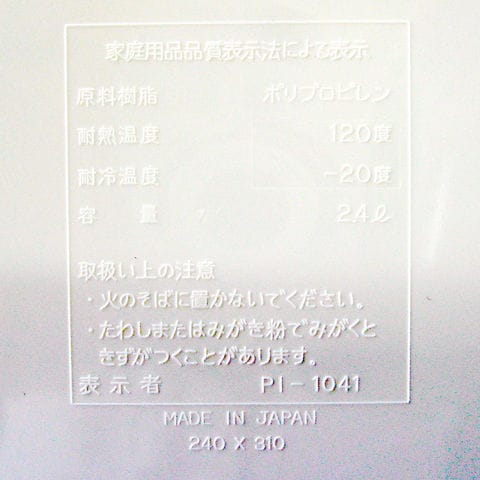 家庭用品品質表示法による表示
原料樹脂 ポリプロピレン
耐熱温度 120度
耐冷温度 -20度
容量 2.4ℓ
取扱い上の注意
・火のそばに置かないでください。
・たわしまたはみがき粉でみがくと
きずがつくことがあります。
表示者 PI-1041
MADE IN JAPAN
240 X 310